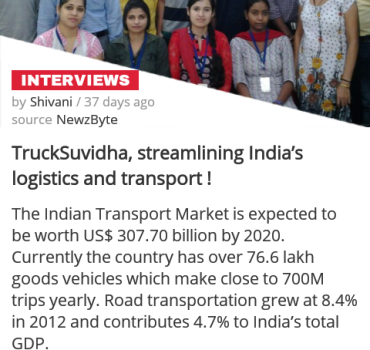 INTERVIEWS
by Shivani / 37 days ago
source NewzByte
TruckSuvidha, streamlining India's
logistics and transport !
The Indian Transport Market is expected to
be worth US$ 307.70 billion by 2020.
Currently the country has over 76.6 lakh
goods vehicles which make close to 700M
trips yearly. Road transportation grew at 8.4%
in 2012 and contributes 4.7% to India's total
GDP.